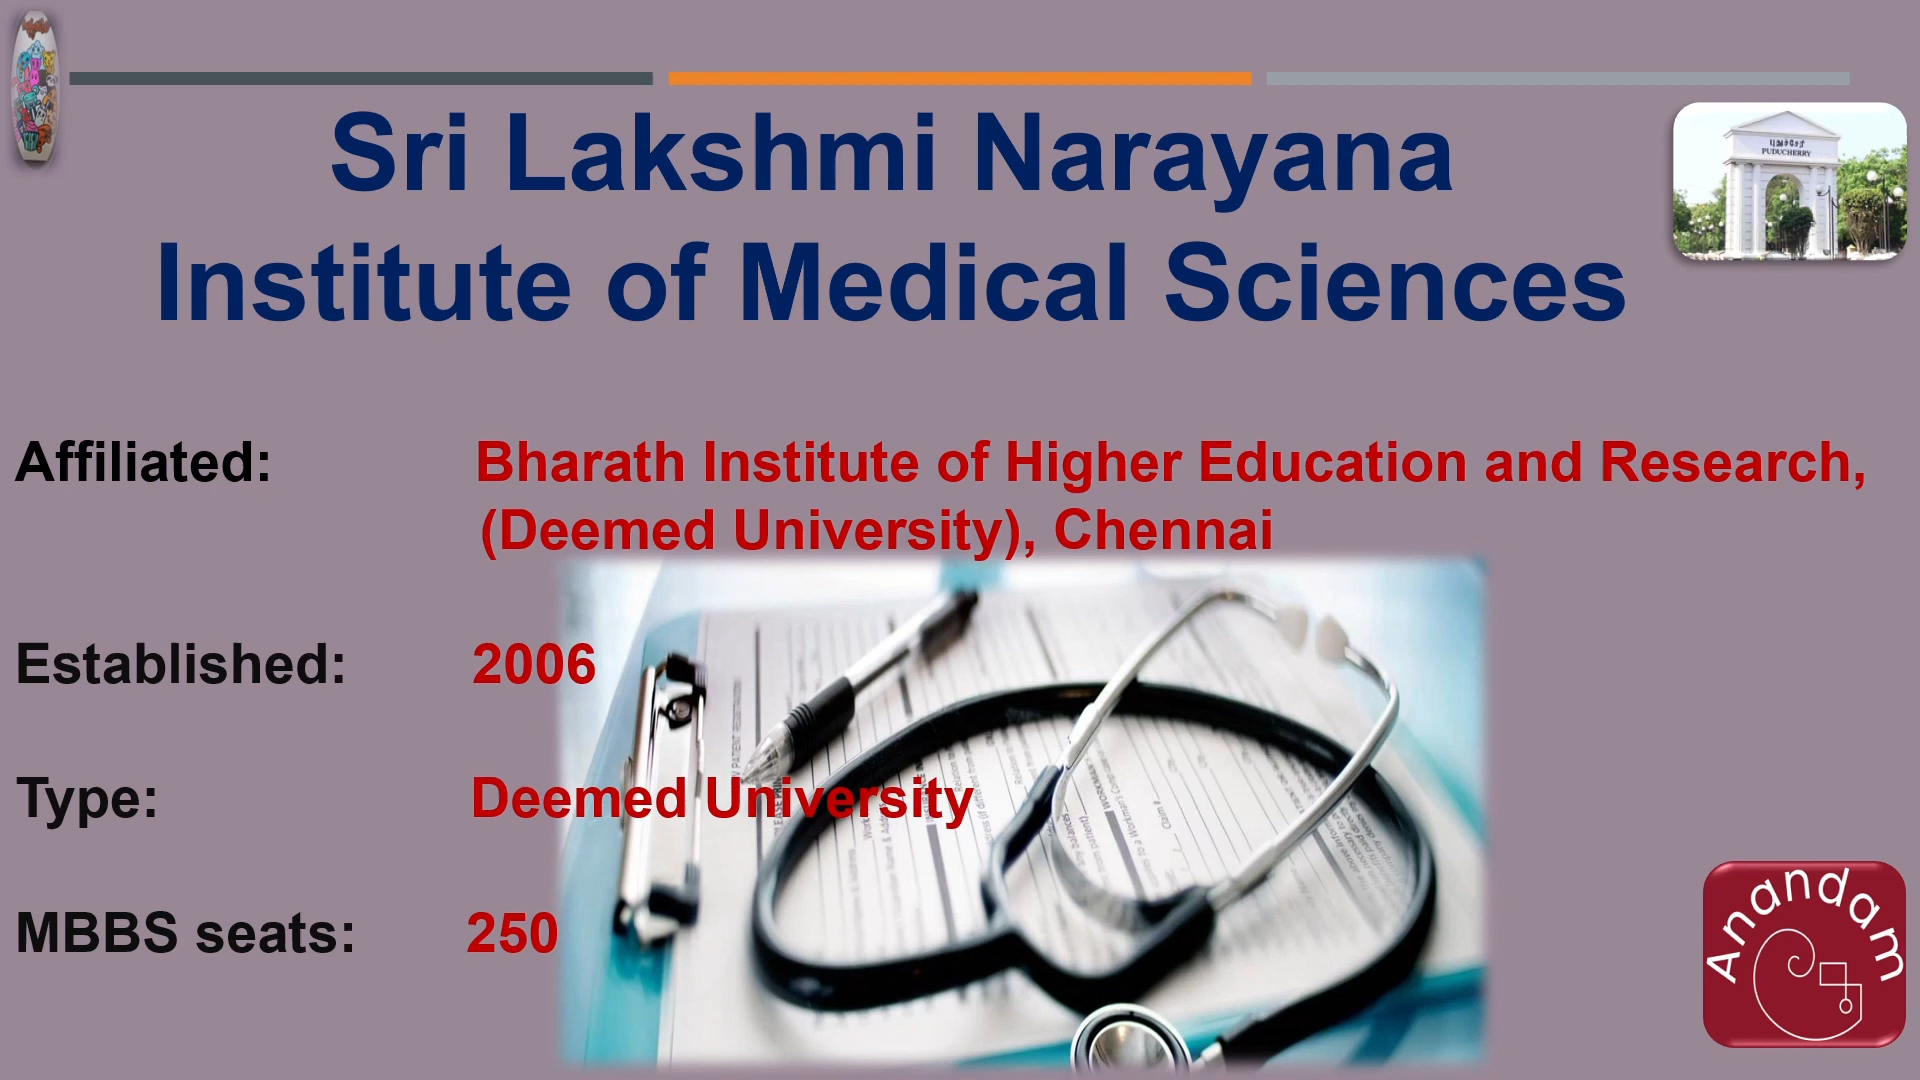 Sri Lakshmi Narayana
Institute of Medical Sciences
புதுச்சேரி
PUDUCHERRY
Affiliated: Bharath Institute of Higher Education and Research,
(Deemed University), Chennai
Established: 2006
Type: Deemed University
MBBS seats: 250
Anandam